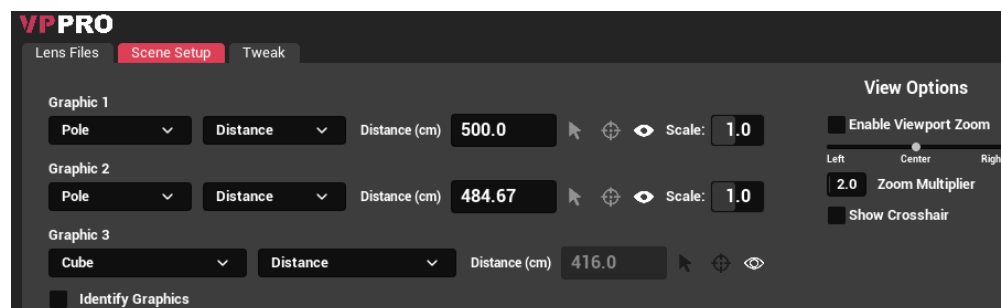 VPPRO
Lens Files Scene Setup Tweak
View Options
Graphic 1
Pole Distance Distance (cm) 500.0 Scale: 1.0
Enable Viewport Zoom
Left Center Righ
Graphic 2
Pole Distance Distance (cm) 484.67 Scale: 1.0
2.0 Zoom Multiplier
Show Crosshair
Graphic 3
Cube Distance Distance (cm) 416.0
Identify Graphics